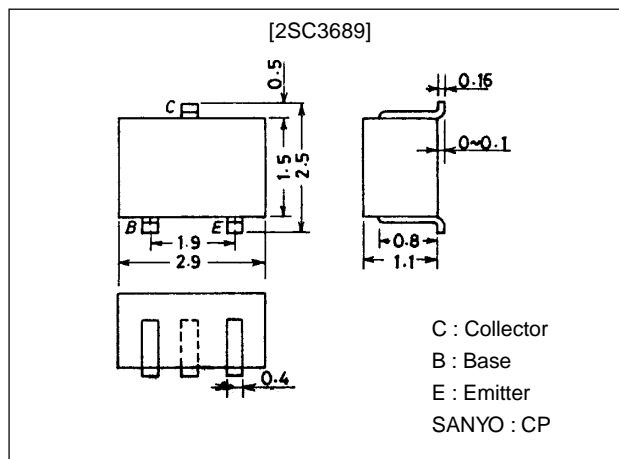 [2SC3689]
0.5
C
1.5
2.5
B
E
1.9
2.9
0.16
0~0.1
0.8
1.1
0.4
C : Collector
B : Base
E : Emitter
SANYO : CP